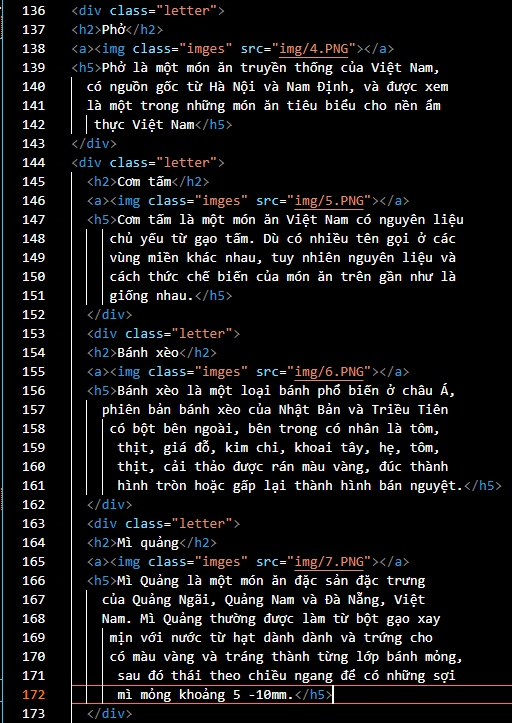 136 <div class="letter">
137 <h2>Phở</h2>
138 <a><img class="imges" src="img/4.PNG"></a>
139 <h5>Phở là một món ăn truyền thống của Việt Nam,
140 có nguồn gốc từ Hà Nội và Nam Định, và được xem
141 là một trong những món ăn tiêu biểu cho nền ẩm
142 thực Việt Nam</h5>
143 </div>
144 <div class="letter">
145 <h2>Cơm tấm</h2>
146 <a><img class="imges" src="img/5.PNG"></a>
147 <h5>Cơm tấm là một món ăn Việt Nam có nguyên liệu
148 chủ yếu từ gạo tấm. Dù có nhiều tên gọi ở các
149 vùng miền khác nhau, tuy nhiên nguyên liệu và
150 cách thức chế biến của món ăn trên gần như là
151 giống nhau.</h5>
152 </div>
153 <div class="letter">
154 <h2>Bánh xèo</h2>
155 <a><img class="imges" src="img/6.PNG"></a>
156 <h5>Bánh xèo là một loại bánh phổ biến ở châu Á,
157 phiên bản bánh xèo của Nhật Bản và Triều Tiên
158 có bột bên ngoài, bên trong có nhân là tôm,
159 thịt, giá đỗ, kim chi, khoai tây, hẹ, tôm,
160 thịt, cải thảo được rán màu vàng, đúc thành
161 hình tròn hoặc gấp lại thành hình bán nguyệt.</h5>
162 </div>
163 <div class="letter">
164 <h2>Mì quảng</h2>
165 <a><img class="imges" src="img/7.PNG"></a>
166 <h5>Mì Quảng là một món ăn đặc sản đặc trưng
167 của Quảng Ngãi, Quảng Nam và Đà Nẵng, Việt
168 Nam. Mì Quảng thường được làm từ bột gạo xay
169 mịn với nước từ hạt dành dành và trứng cho
170 có màu vàng và tráng thành từng lớp bánh mỏng,
171 sau đó thái theo chiều ngang để có những sợi
172 mì mỏng khoảng 5 -10mm.</h5>
173 </div>